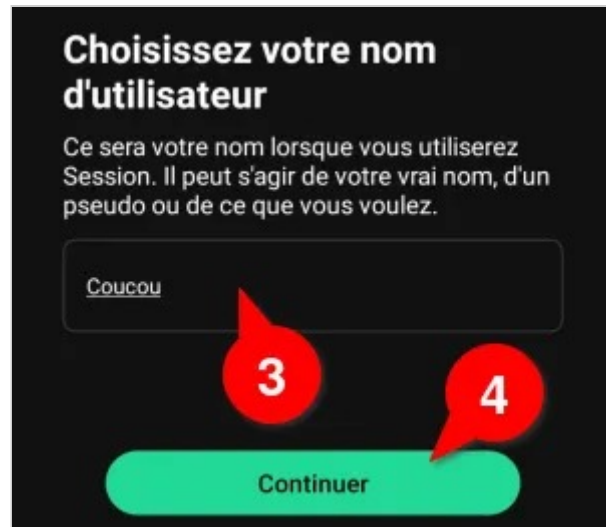 Choisissez votre nom
d'utilisateur
Ce sera votre nom lorsque vous utiliserez
Session. Il peut s'agir de votre vrai nom, d'un
pseudo ou de ce que vous voulez.
Coucou
3
4
Continuer